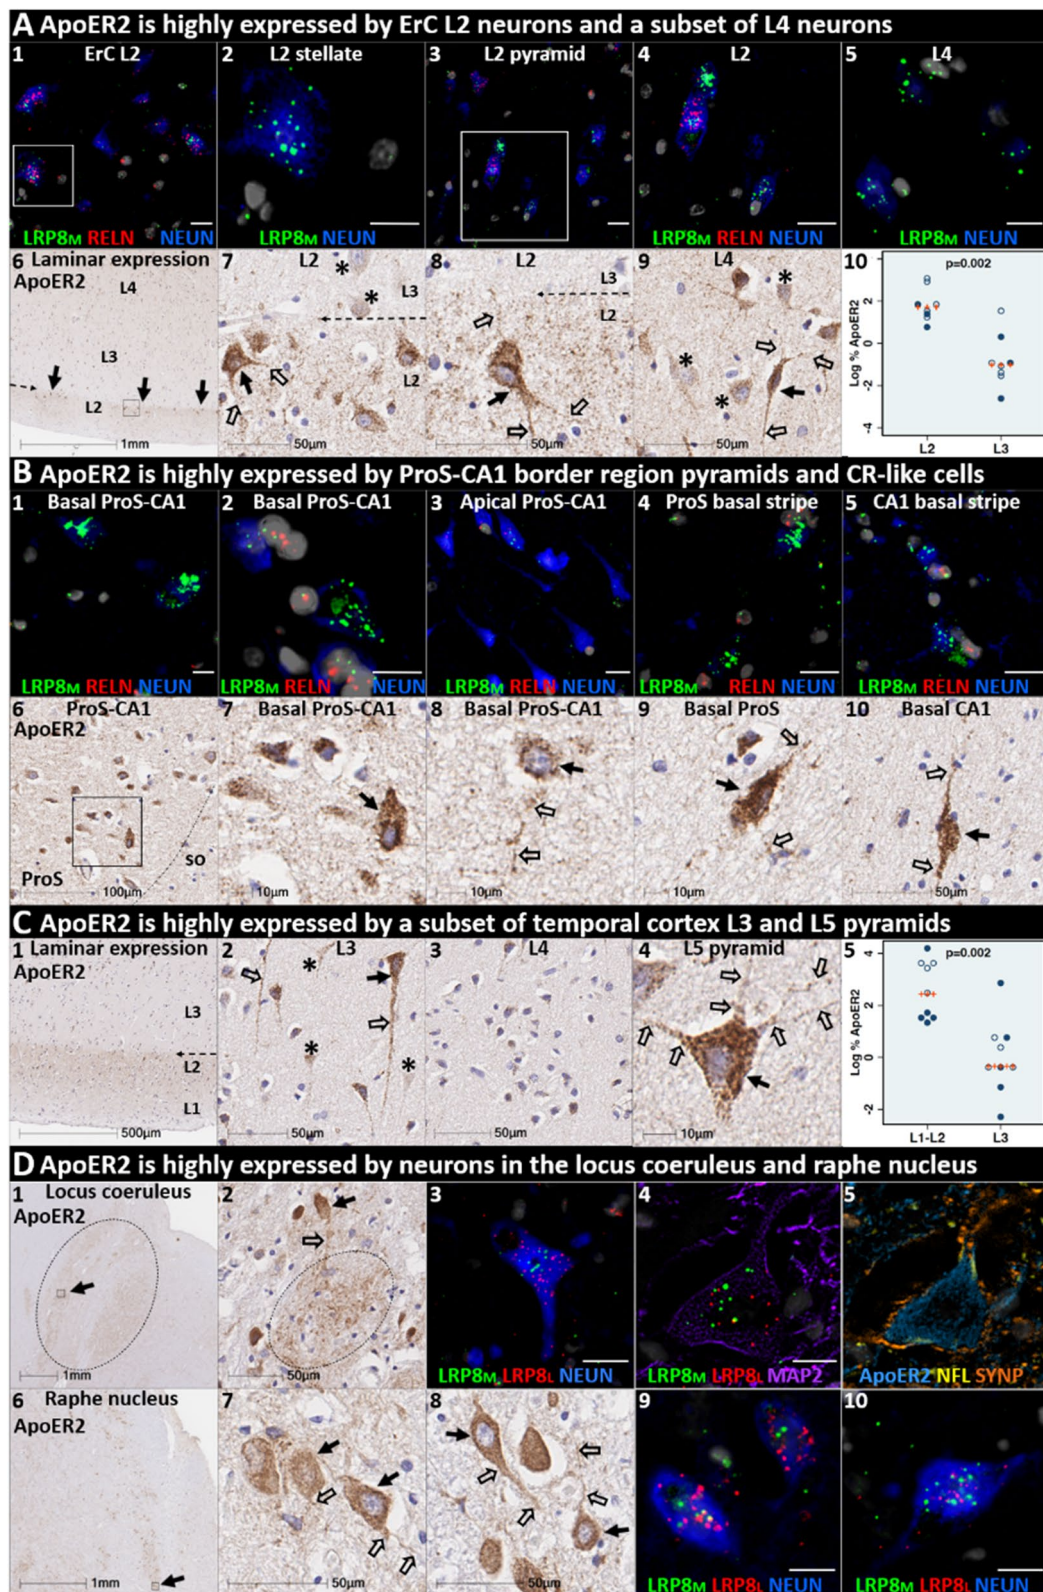 A ApoER2 is highly expressed by ErC L2 neurons and a subset of L4 neurons
1 ErC L2
LRP8M RELN NEUN
2 L2 stellate
LRP8M NEUN
3 L2 pyramid
4 L2
LRP8M RELN NEUN
5 L4
LRP8M NEUN
6 Laminar expression
ApoER2
L4
L3
L2
1mm
7 L2
*
*
L3
L2
50µm
8 L2
L3
L2
50µm
9 L4
*
*
*
50µm
10
p=0.002
Log % ApoER2
2
0
-2
-4
L2 L3
B ApoER2 is highly expressed by ProS-CA1 border region pyramids and CR-like cells
1 Basal ProS-CA1
LRP8M RELN NEUN
2 Basal ProS-CA1
LRP8M RELN NEUN
3 Apical ProS-CA1
LRP8M RELN NEUN
4 ProS basal stripe
RELN NEUN
5 CA1 basal stripe
LRP8M RELN NEUN
6 ProS-CA1
ApoER2
so
ProS
100µm
7 Basal ProS-CA1
10µm
8 Basal ProS-CA1
10µm
9 Basal ProS
10µm
10 Basal CA1
50µm
C ApoER2 is highly expressed by a subset of temporal cortex L3 and L5 pyramids
1 Laminar expression
ApoER2
L3
L2
L1
500µm
2 L3
*
*
*
50µm
3 L4
50µm
4 L5 pyramid
10µm
5
p=0.002
Log % ApoER2
4
2
0
-2
L1-L2 L3
D ApoER2 is highly expressed by neurons in the locus coeruleus and raphe nucleus
1 Locus coeruleus
ApoER2
1mm
2
50µm
3
LRP8M LRP8L NEUN
4
LRP8M LRP8L MAP2
5
ApoER2 NFL SYNP
6 Raphe nucleus
ApoER2
1mm
7
50µm
8
50µm
9
LRP8M LRP8L NEUN
10
LRP8M LRP8L NEUN